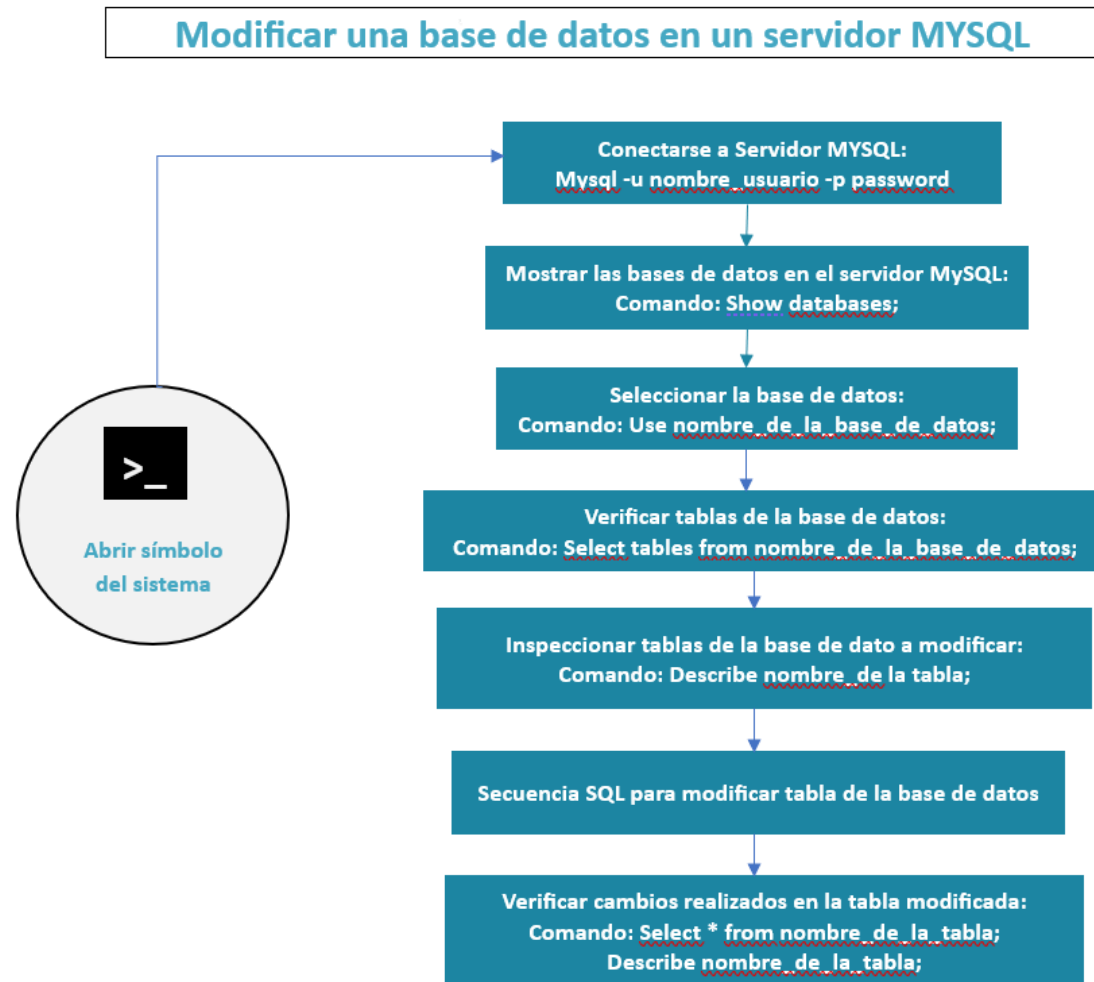 Modificar una base de datos en un servidor MYSQL
Conectarse a Servidor MYSQL:
Mysql -u nombre_usuario -p password
Mostrar las bases de datos en el servidor MySQL:
Comando: Show databases;
Seleccionar la base de datos:
Comando: Use nombre_de_la_base_de_datos;
Verificar tablas de la base de datos:
Comando: Select tables from nombre_de_la_base_de_datos;
Inspeccionar tablas de la base de dato a modificar:
Comando: Describe nombre_de la tabla;
Secuencia SQL para modificar tabla de la base de datos
Verificar cambios realizados en la tabla modificada:
Comando: Select * from nombre_de_la_tabla;
Describe nombre_de_la_tabla;
>_
Abrir símbolo
del sistema